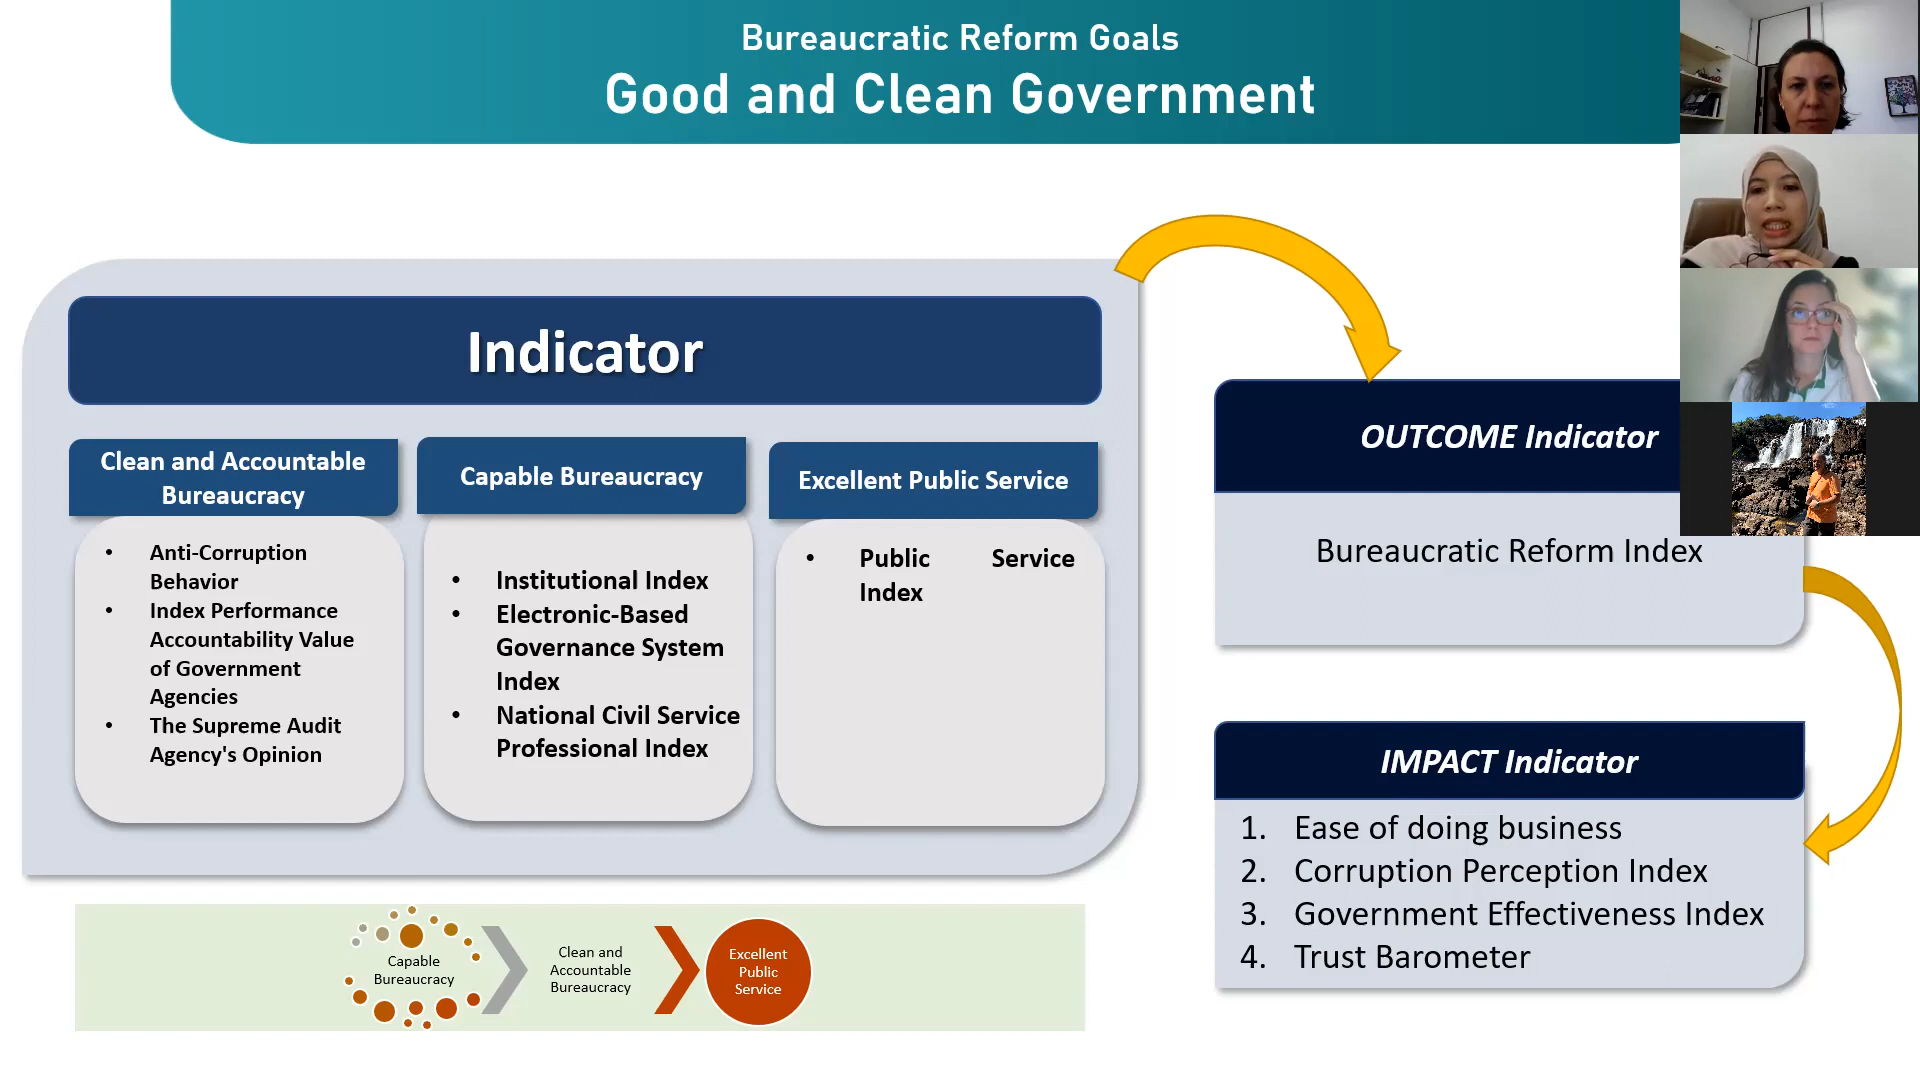 Bureaucratic Reform Goals
Good and Clean Government
Indicator
Clean and Accountable
Bureaucracy
• Anti-Corruption
Behavior
• Index Performance
Accountability Value
of Government
Agencies
• The Supreme Audit
Agency's Opinion
Capable Bureaucracy
• Institutional Index
• Electronic-Based
Governance System
Index
• National Civil Service
Professional Index
Excellent Public Service
• Public Service
Index
OUTCOME Indicator
Bureaucratic Reform Index
IMPACT Indicator
1. Ease of doing business
2. Corruption Perception Index
3. Government Effectiveness Index
4. Trust Barometer
Capable
Bureaucracy
Clean and
Accountable
Bureaucracy
Excellent
Public
Service